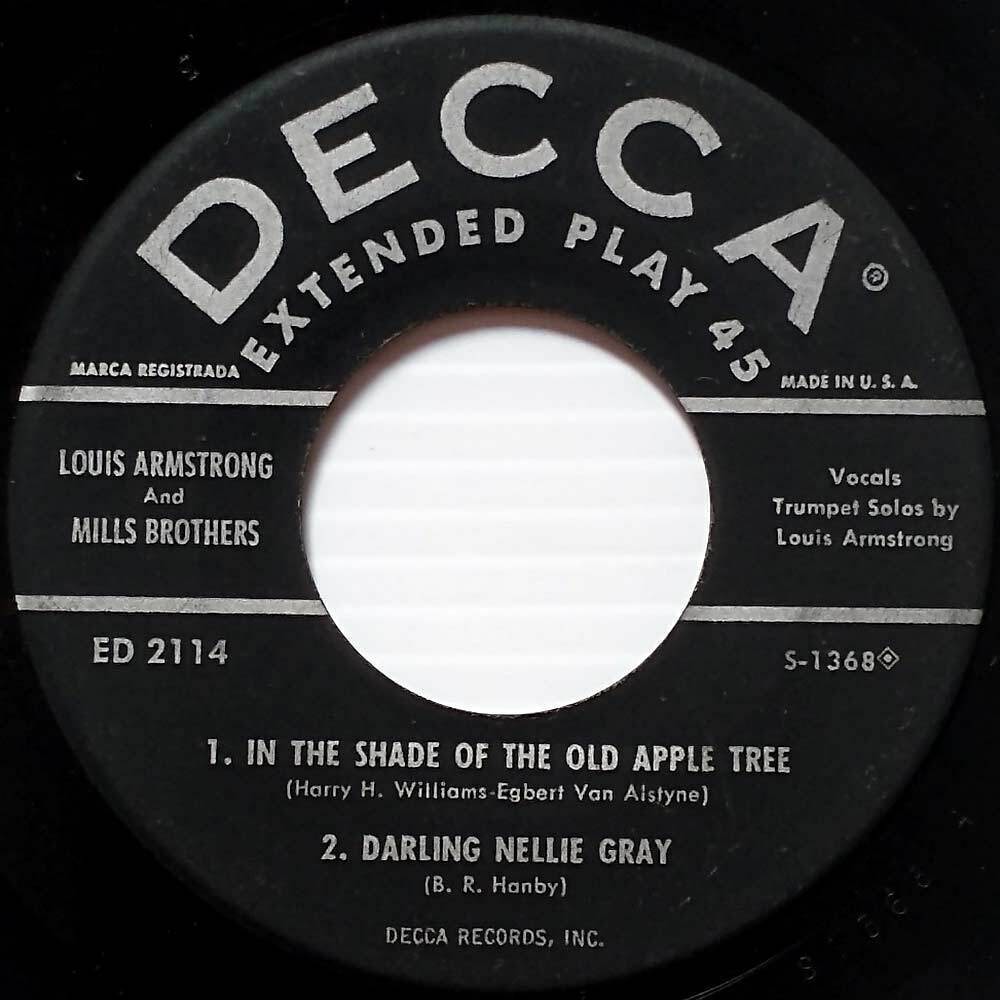 DECCA ®
EXTENDED PLAY 45
MARCA REGISTRADA
MADE IN U. S. A.
LOUIS ARMSTRONG
And
MILLS BROTHERS
Vocals
Trumpet Solos by
Louis Armstrong
ED 2114
S-1368
1. IN THE SHADE OF THE OLD APPLE TREE
(Harry H. Williams-Egbert Van Alstyne)
2. DARLING NELLIE GRAY
(B. R. Hanby)
DECCA RECORDS, INC.